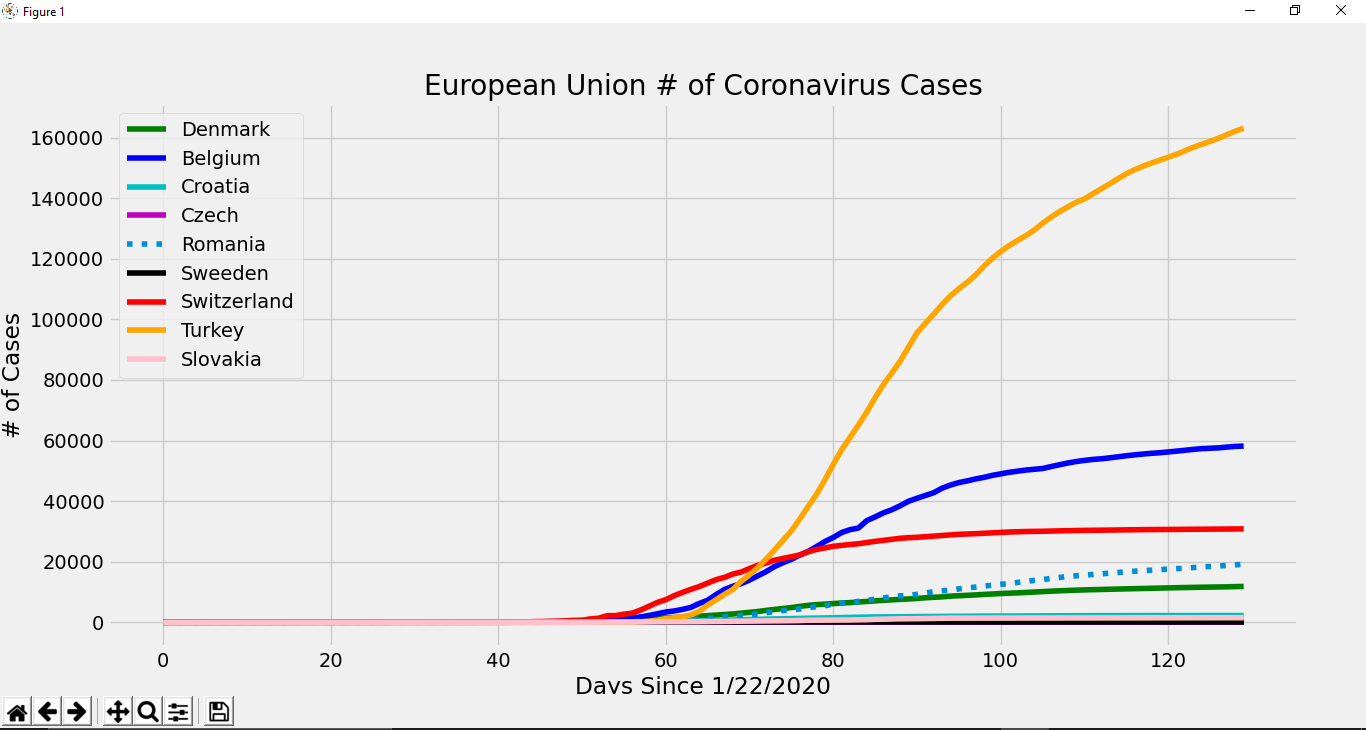 Figure 1
European Union # of Coronavirus Cases
Denmark
Belgium
Croatia
Czech
Romania
Sweeden
Switzerland
Turkey
Slovakia
160000
140000
120000
100000
80000
60000
40000
20000
0
# of Cases
0 20 40 60 80 100 120
Days Since 1/22/2020